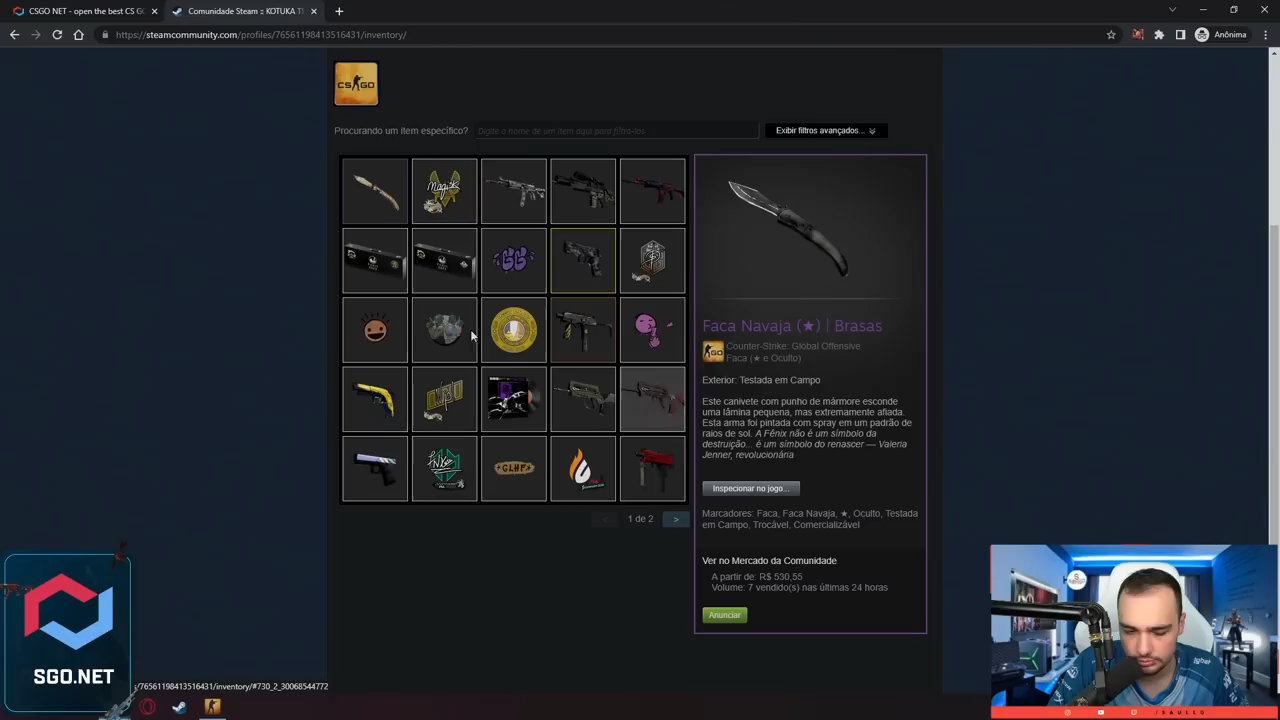 CSGO NET - open the best CS G
Comunidade Steam :: KOTUKA T
https://steamcommunity.com/profiles/76561198413516431/inventory/
Anônima
CS GO
Procurando um item específico?
Digite o nome de um item aqui para filtrá-los
Exibir filtros avançados...
Faca Navaja (★) | Brasas
Counter-Strike: Global Offensive
Faca (★ e Oculto)
Exterior: Testada em Campo
Este canivete com punho de mármore esconde
uma lâmina pequena, mas extremamente afiada.
Esta arma foi pintada com spray em um padrão de
raios de sol. A Fênix não é um símbolo da
destruição... é um símbolo do renascer — Valeria
Jenner, revolucionária
Inspecionar no jogo...
Marcadores: Faca, Faca Navaja, ★, Oculto, Testada
em Campo, Trocável, Comercializável
Ver no Mercado da Comunidade
A partir de: R$ 530,55
Volume: 7 vendido(s) nas últimas 24 horas
Anunciar
GLHF
< 1 de 2 >
SGO.NET
/76561198413516431/inventory/#730_2_30068544772